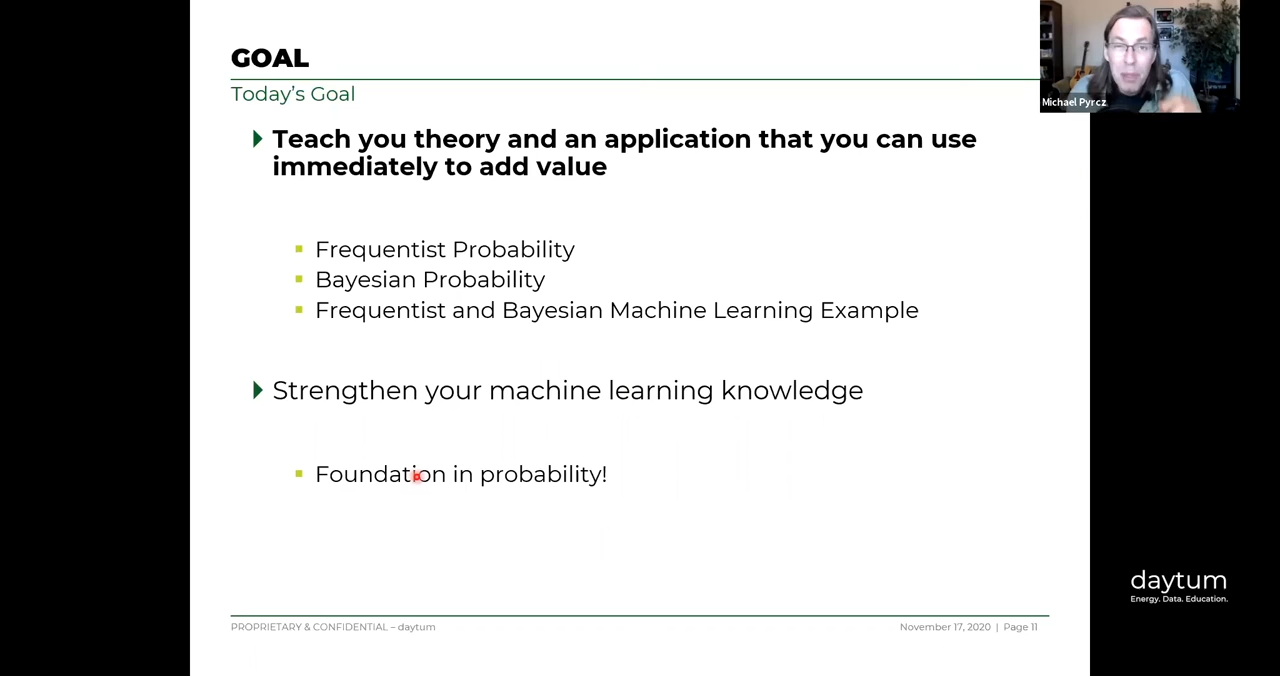 GOAL
Today's Goal
Teach you theory and an application that you can use
immediately to add value
Frequentist Probability
Bayesian Probability
Frequentist and Bayesian Machine Learning Example
Strengthen your machine learning knowledge
Foundation in probability!
PROPRIETARY & CONFIDENTIAL – daytum
November 17, 2020 | Page 11
Michael Pyrcz
daytum
Energy. Data. Education.